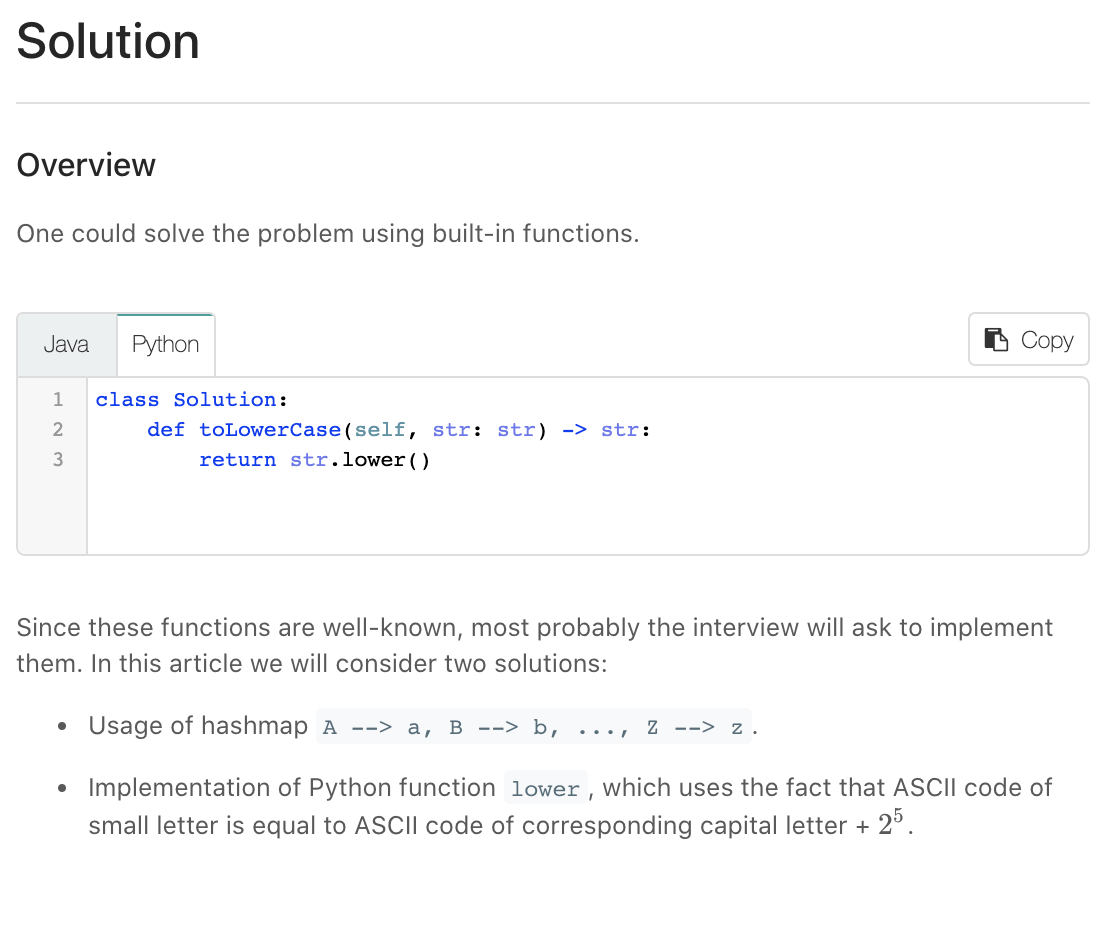 Solution
Overview
One could solve the problem using built-in functions.
Java Python Copy
1 class Solution:
2     def toLowerCase(self, str: str) -> str:
3         return str.lower()
Since these functions are well-known, most probably the interview will ask to implement
them. In this article we will consider two solutions:
• Usage of hashmap A --> a, B --> b, ..., Z --> z.
• Implementation of Python function lower, which uses the fact that ASCII code of
small letter is equal to ASCII code of corresponding capital letter + 2⁵.